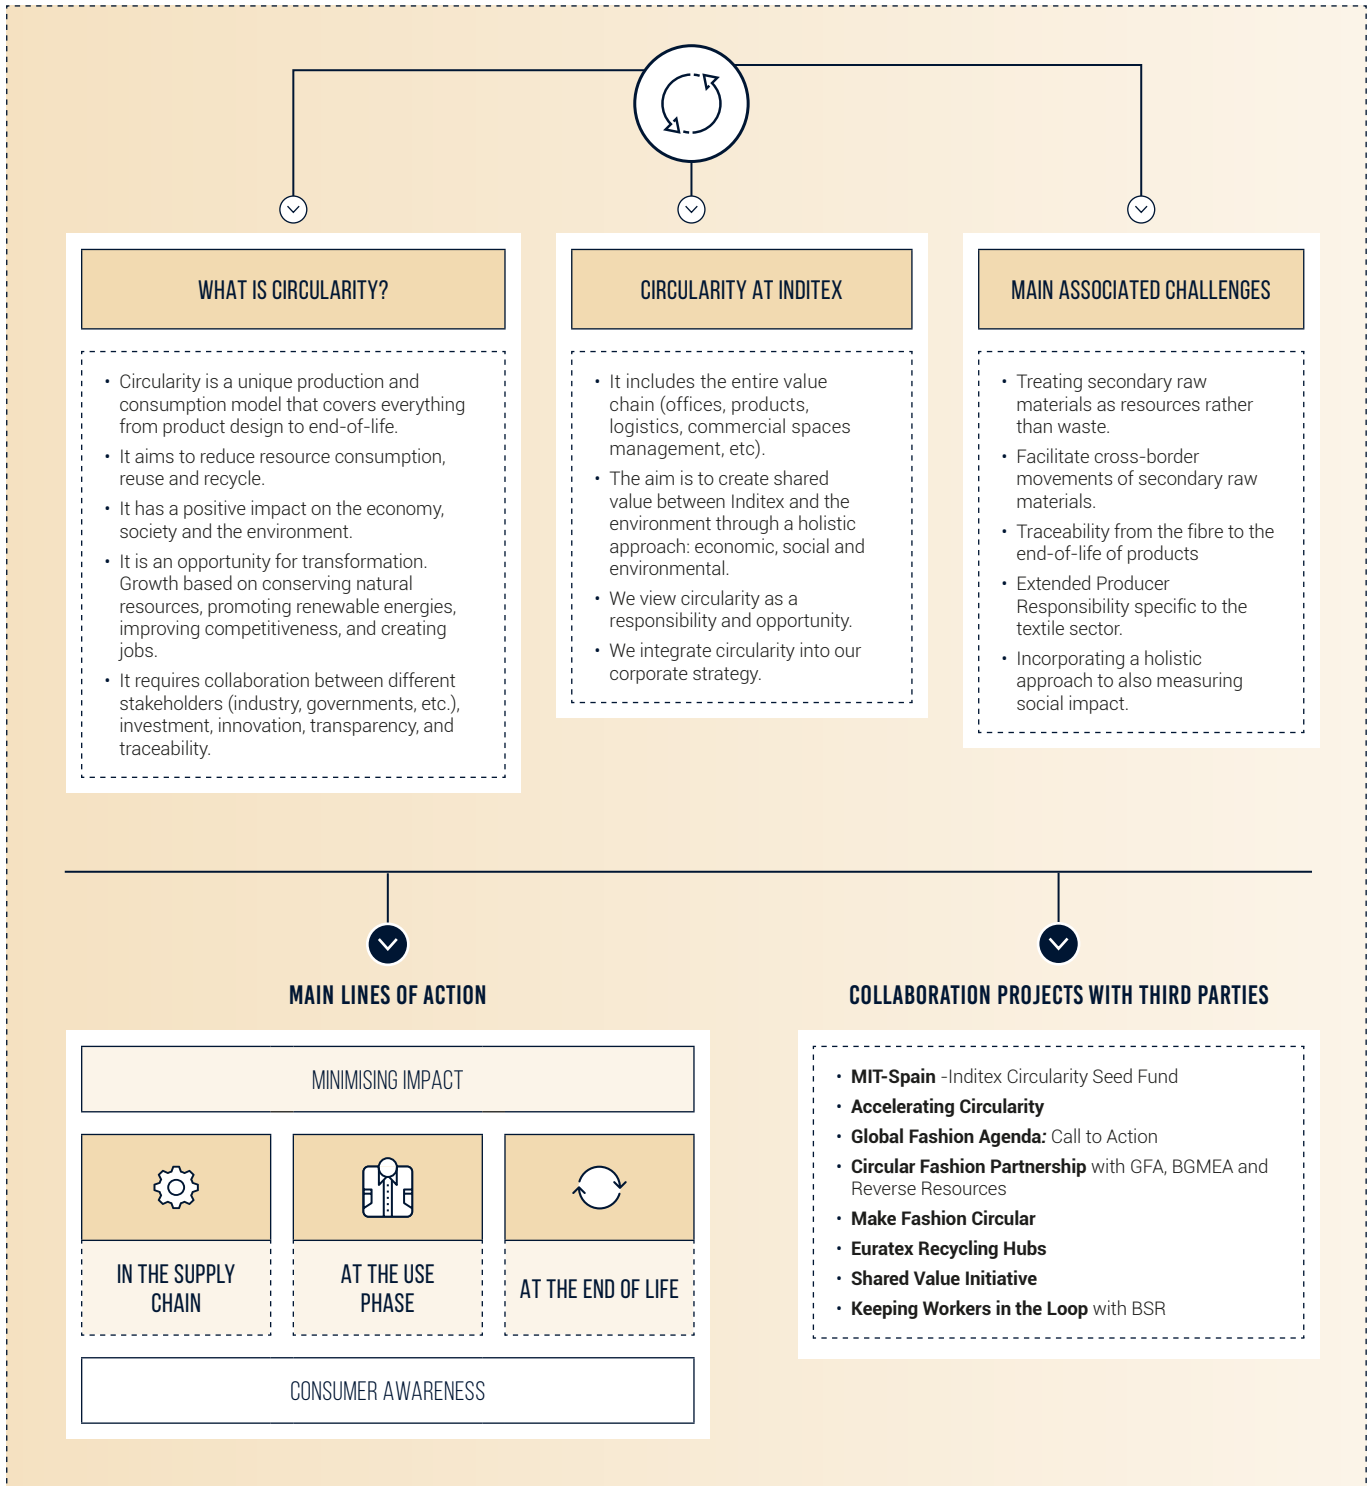 WHAT IS CIRCULARITY?
• Circularity is a unique production and
consumption model that covers everything
from product design to end-of-life.
• It aims to reduce resource consumption,
reuse and recycle.
• It has a positive impact on the economy,
society and the environment.
• It is an opportunity for transformation.
Growth based on conserving natural
resources, promoting renewable energies,
improving competitiveness, and creating
jobs.
• It requires collaboration between different
stakeholders (industry, governments, etc.),
investment, innovation, transparency, and
traceability.
CIRCULARITY AT INDITEX
• It includes the entire value
chain (offices, products,
logistics, commercial spaces
management, etc).
• The aim is to create shared
value between Inditex and the
environment through a holistic
approach: economic, social and
environmental.
• We view circularity as a
responsibility and opportunity.
• We integrate circularity into our
corporate strategy.
MAIN ASSOCIATED CHALLENGES
• Treating secondary raw
materials as resources rather
than waste.
• Facilitate cross-border
movements of secondary raw
materials.
• Traceability from the fibre to the
end-of-life of products
• Extended Producer
Responsibility specific to the
textile sector.
• Incorporating a holistic
approach to also measuring
social impact.
MAIN LINES OF ACTION
MINIMISING IMPACT
IN THE SUPPLY
CHAIN
AT THE USE
PHASE
AT THE END OF LIFE
CONSUMER AWARENESS
COLLABORATION PROJECTS WITH THIRD PARTIES
• MIT-Spain -Inditex Circularity Seed Fund
• Accelerating Circularity
• Global Fashion Agenda: Call to Action
• Circular Fashion Partnership with GFA, BGMEA and
Reverse Resources
• Make Fashion Circular
• Euratex Recycling Hubs
• Shared Value Initiative
• Keeping Workers in the Loop with BSR